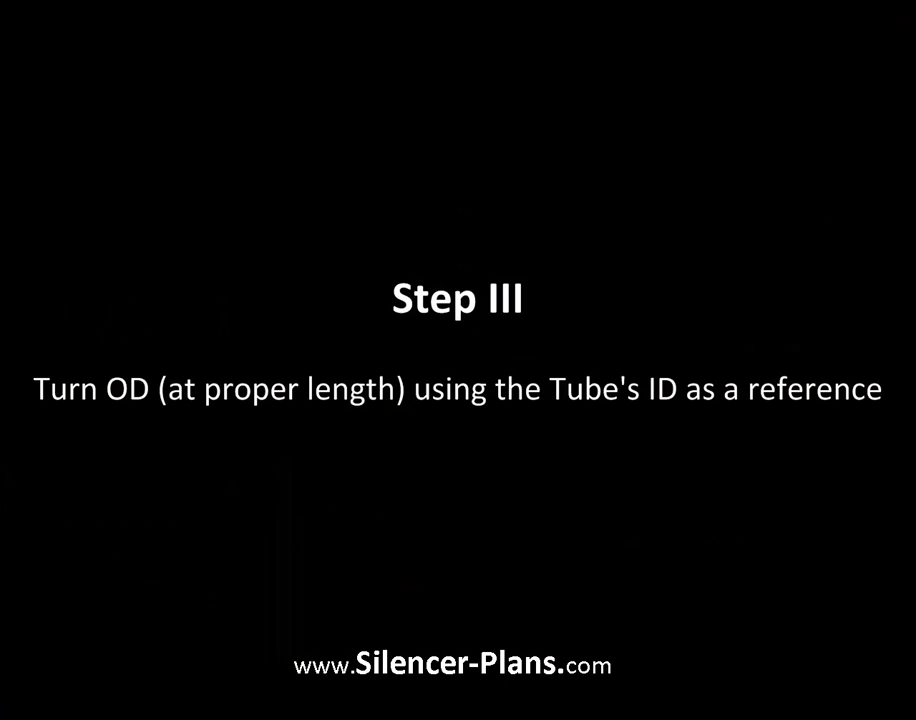 Step III
Turn OD (at proper length) using the Tube's ID as a reference
www.Silencer-Plans.com